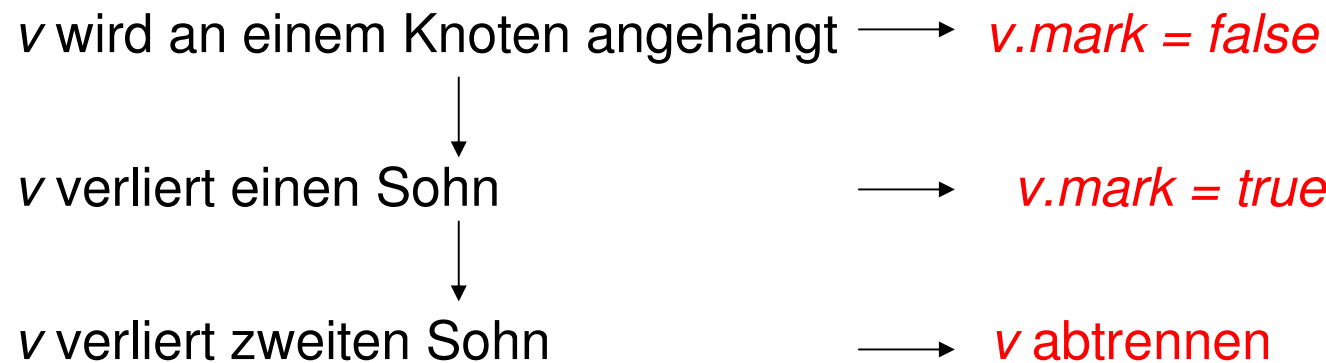 v wird an einem Knoten angehängt v.mark = false
v verliert einen Sohn v.mark = true
v verliert zweiten Sohn v abtrennen